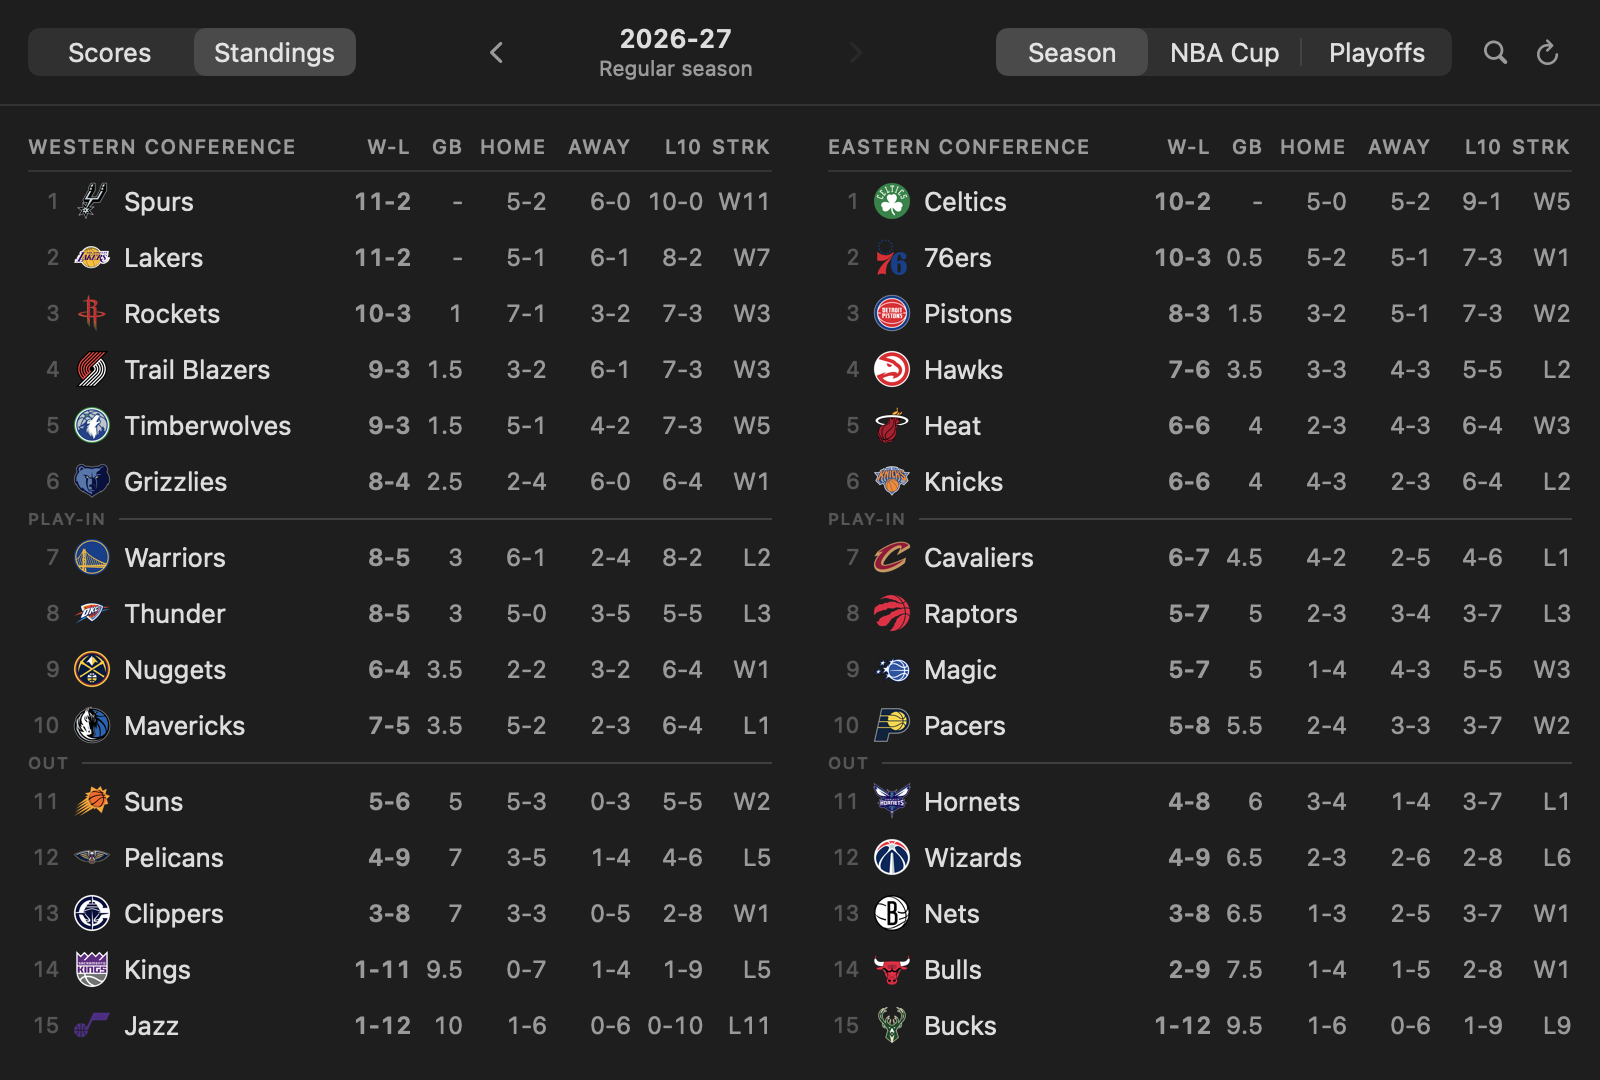 Scores Standings 2026-27 Season NBA Cup Playoffs
Regular season
WESTERN CONFERENCE W-L GB HOME AWAY L10 STRK
1 Spurs 11-2 - 5-2 6-0 10-0 W11
2 Lakers 11-2 - 5-1 6-1 8-2 W7
3 Rockets 10-3 1 7-1 3-2 7-3 W3
4 Trail Blazers 9-3 1.5 3-2 6-1 7-3 W3
5 Timberwolves 9-3 1.5 5-1 4-2 7-3 W5
6 Grizzlies 8-4 2.5 2-4 6-0 6-4 W1
PLAY-IN
7 Warriors 8-5 3 6-1 2-4 8-2 L2
8 Thunder 8-5 3 5-0 3-5 5-5 L3
9 Nuggets 6-4 3.5 2-2 3-2 6-4 W1
10 Mavericks 7-5 3.5 5-2 2-3 6-4 L1
OUT
11 Suns 5-6 5 5-3 0-3 5-5 W2
12 Pelicans 4-9 7 3-5 1-4 4-6 L5
13 Clippers 3-8 7 3-3 0-5 2-8 W1
14 Kings 1-11 9.5 0-7 1-4 1-9 L5
15 Jazz 1-12 10 1-6 0-6 0-10 L11
EASTERN CONFERENCE W-L GB HOME AWAY L10 STRK
1 Celtics 10-2 - 5-0 5-2 9-1 W5
2 76ers 10-3 0.5 5-2 5-1 7-3 W1
3 Pistons 8-3 1.5 3-2 5-1 7-3 W2
4 Hawks 7-6 3.5 3-3 4-3 5-5 L2
5 Heat 6-6 4 2-3 4-3 6-4 W3
6 Knicks 6-6 4 4-3 2-3 6-4 L2
PLAY-IN
7 Cavaliers 6-7 4.5 4-2 2-5 4-6 L1
8 Raptors 5-7 5 2-3 3-4 3-7 L3
9 Magic 5-7 5 1-4 4-3 5-5 W3
10 Pacers 5-8 5.5 2-4 3-3 3-7 W2
OUT
11 Hornets 4-8 6 3-4 1-4 3-7 L1
12 Wizards 4-9 6.5 2-3 2-6 2-8 L6
13 Nets 3-8 6.5 1-3 2-5 3-7 W1
14 Bulls 2-9 7.5 1-4 1-5 2-8 W1
15 Bucks 1-12 9.5 1-6 0-6 1-9 L9